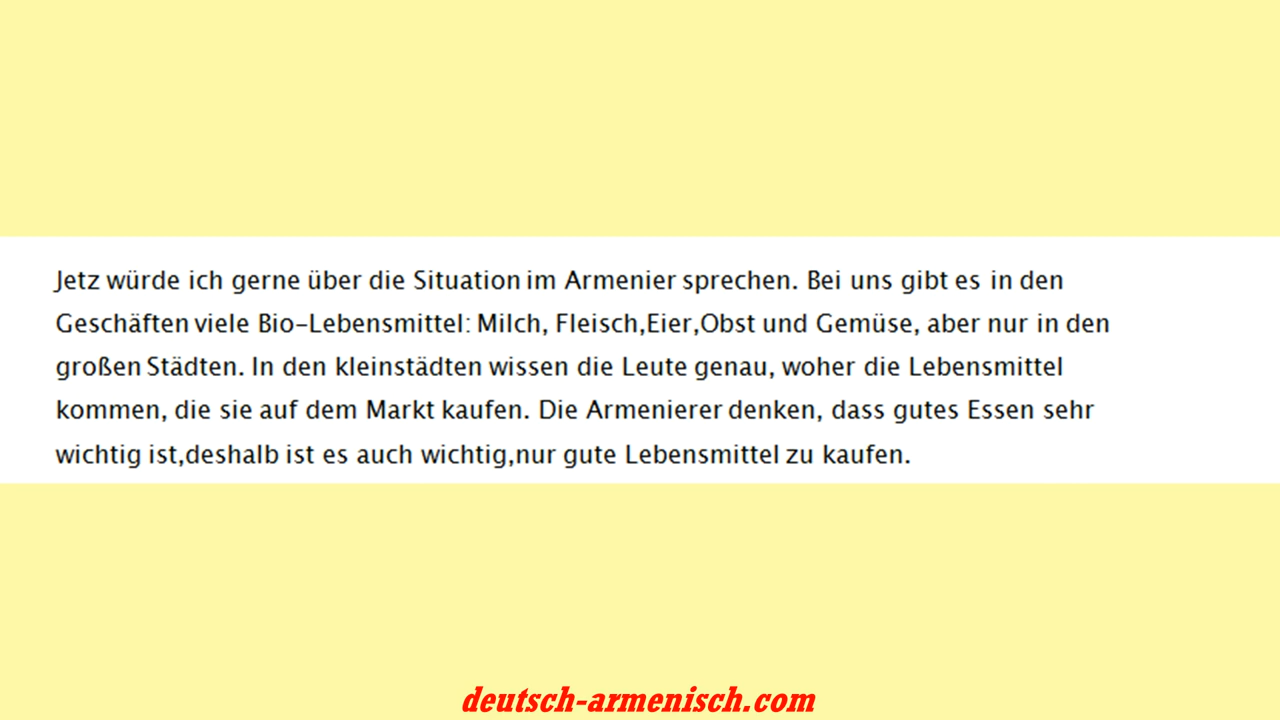 Jetz würde ich gerne über die Situation im Armenier sprechen. Bei uns gibt es in den
Geschäften viele Bio-Lebensmittel: Milch, Fleisch,Eier,Obst und Gemüse, aber nur in den
großen Städten. In den kleinstädten wissen die Leute genau, woher die Lebensmittel
kommen, die sie auf dem Markt kaufen. Die Armenierer denken, dass gutes Essen sehr
wichtig ist,deshalb ist es auch wichtig,nur gute Lebensmittel zu kaufen.
deutsch-armenisch.com